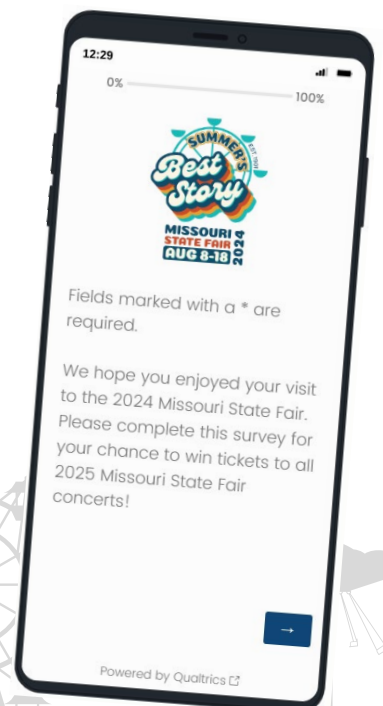 12:29
0% 100%
SUMMER'S
EST. 1901
Best
Story
MISSOURI
STATE FAIR
AUG 8-18
2024
Fields marked with a * are
required.
We hope you enjoyed your visit
to the 2024 Missouri State Fair.
Please complete this survey for
your chance to win tickets to all
2025 Missouri State Fair
concerts!
→
Powered by Qualtrics